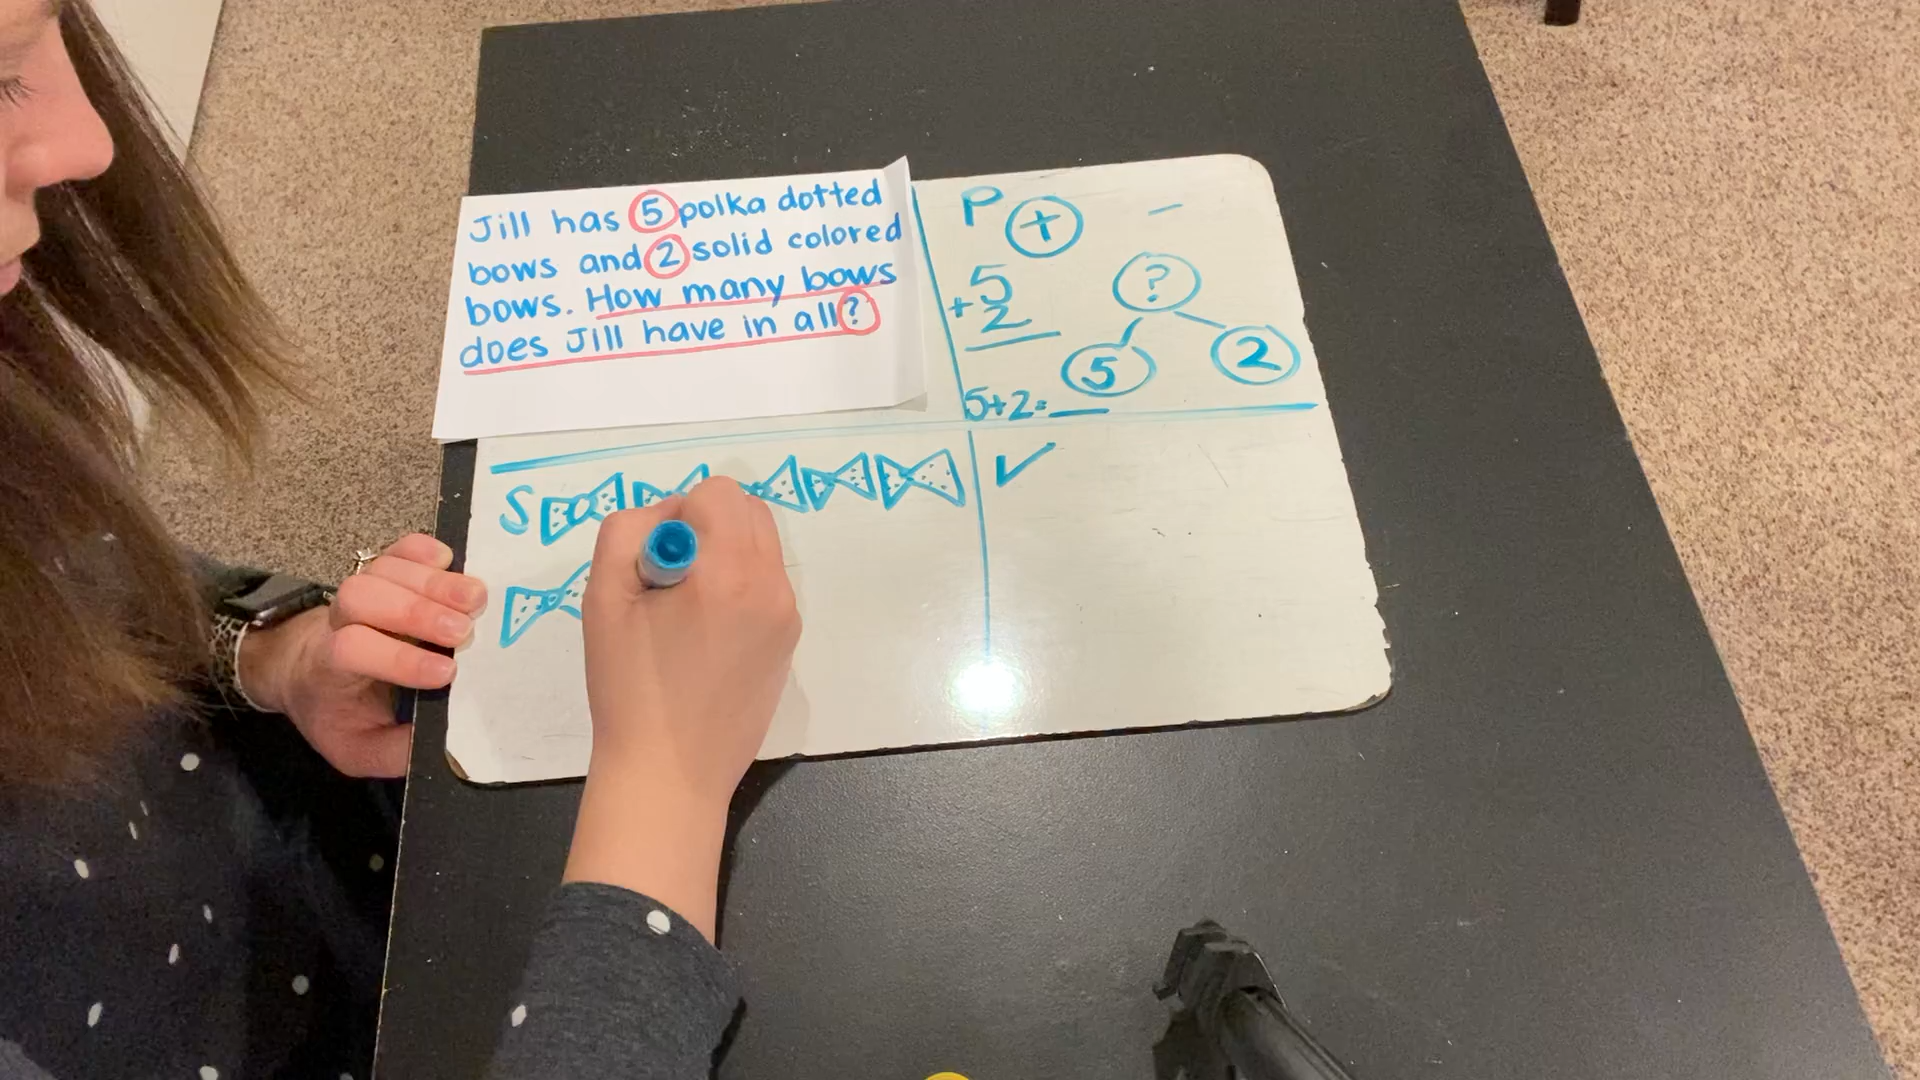 Jill has 5 polka dotted
bows and 2 solid colored
bows. How many bows
does Jill have in all?
P + -
5
+ 2
?
5 2
5+2=__
S
✓